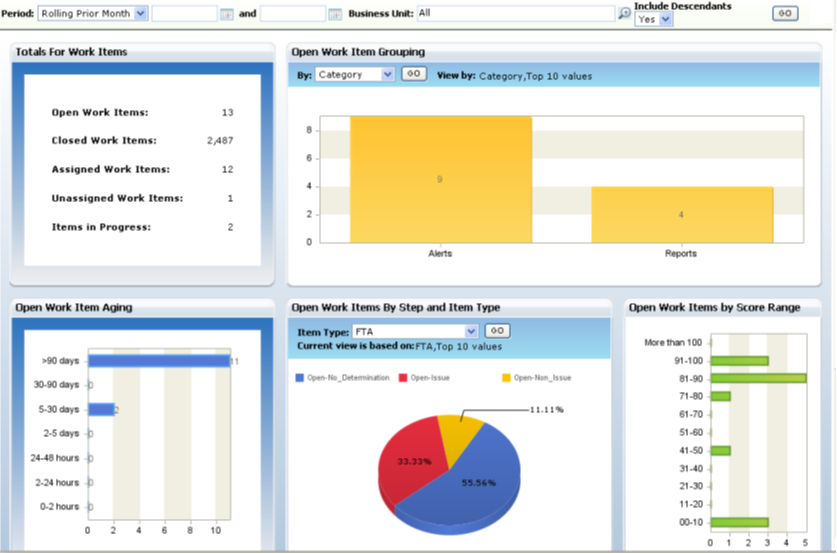 Period: Rolling Prior Month and Business Unit: All Include Descendants Yes GO
Totals For Work Items
Open Work Items: 13
Closed Work Items: 2,487
Assigned Work Items: 12
Unassigned Work Items: 1
Items in Progress: 2
Open Work Item Grouping
By: Category GO View by: Category,Top 10 values
8
6
4
2
0
9
4
Alerts Reports
Open Work Item Aging
>90 days 11
30-90 days 0
5-30 days 2
2-5 days 0
24-48 hours 0
2-24 hours 0
0-2 hours 0
0 2 4 6 8 10
Open Work Items By Step and Item Type
Item Type: FTA GO
Current view is based on:FTA,Top 10 values
Open-No_Determination Open-Issue Open-Non_Issue
11.11%
33.33%
55.56%
Open Work Items by Score Range
More than 100
91-100
81-90
71-80
61-70
51-60
41-50
31-40
21-30
11-20
00-10
0 1 2 3 4 5